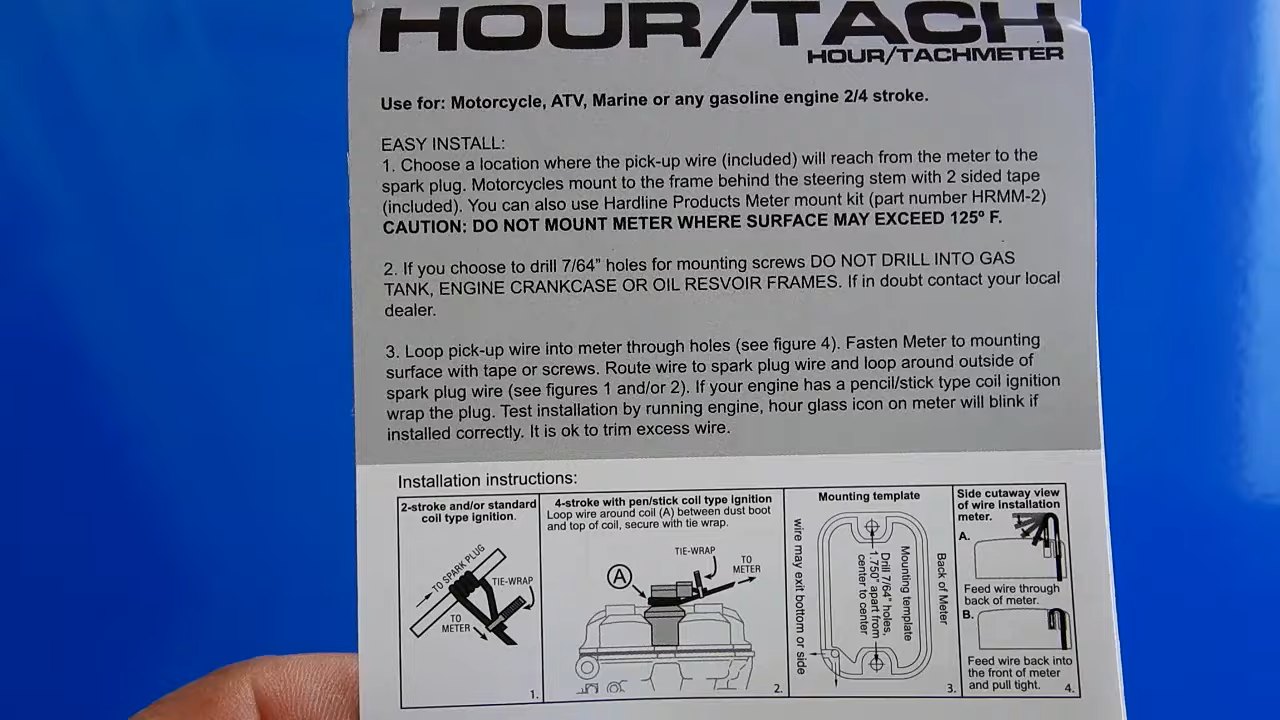 HOUR/TACH
HOUR/TACHMETER
Use for: Motorcycle, ATV, Marine or any gasoline engine 2/4 stroke.
EASY INSTALL:
1. Choose a location where the pick-up wire (included) will reach from the meter to the
spark plug. Motorcycles mount to the frame behind the steering stem with 2 sided tape
(included). You can also use Hardline Products Meter mount kit (part number HRMM-2)
CAUTION: DO NOT MOUNT METER WHERE SURFACE MAY EXCEED 125º F.
2. If you choose to drill 7/64” holes for mounting screws DO NOT DRILL INTO GAS
TANK, ENGINE CRANKCASE OR OIL RESVOIR FRAMES. If in doubt contact your local
dealer.
3. Loop pick-up wire into meter through holes (see figure 4). Fasten Meter to mounting
surface with tape or screws. Route wire to spark plug wire and loop around outside of
spark plug wire (see figures 1 and/or 2). If your engine has a pencil/stick type coil ignition
wrap the plug. Test installation by running engine, hour glass icon on meter will blink if
installed correctly. It is ok to trim excess wire.
Installation instructions:
2-stroke and/or standard
coil type ignition.
TO SPARK PLUG
TIE-WRAP
TO
METER
1.
4-stroke with pen/stick coil type ignition
Loop wire around coil (A) between dust boot
and top of coil, secure with tie wrap.
TIE-WRAP
TO
METER
A
2.
Mounting template
wire may exit bottom or side
Back of Meter
Mounting template
Drill 7/64” holes,
1.750” apart from
center to center
3.
Side cutaway view
of wire installation
meter.
A.
Feed wire through
back of meter.
B.
Feed wire back into
the front of meter
and pull tight.
4.